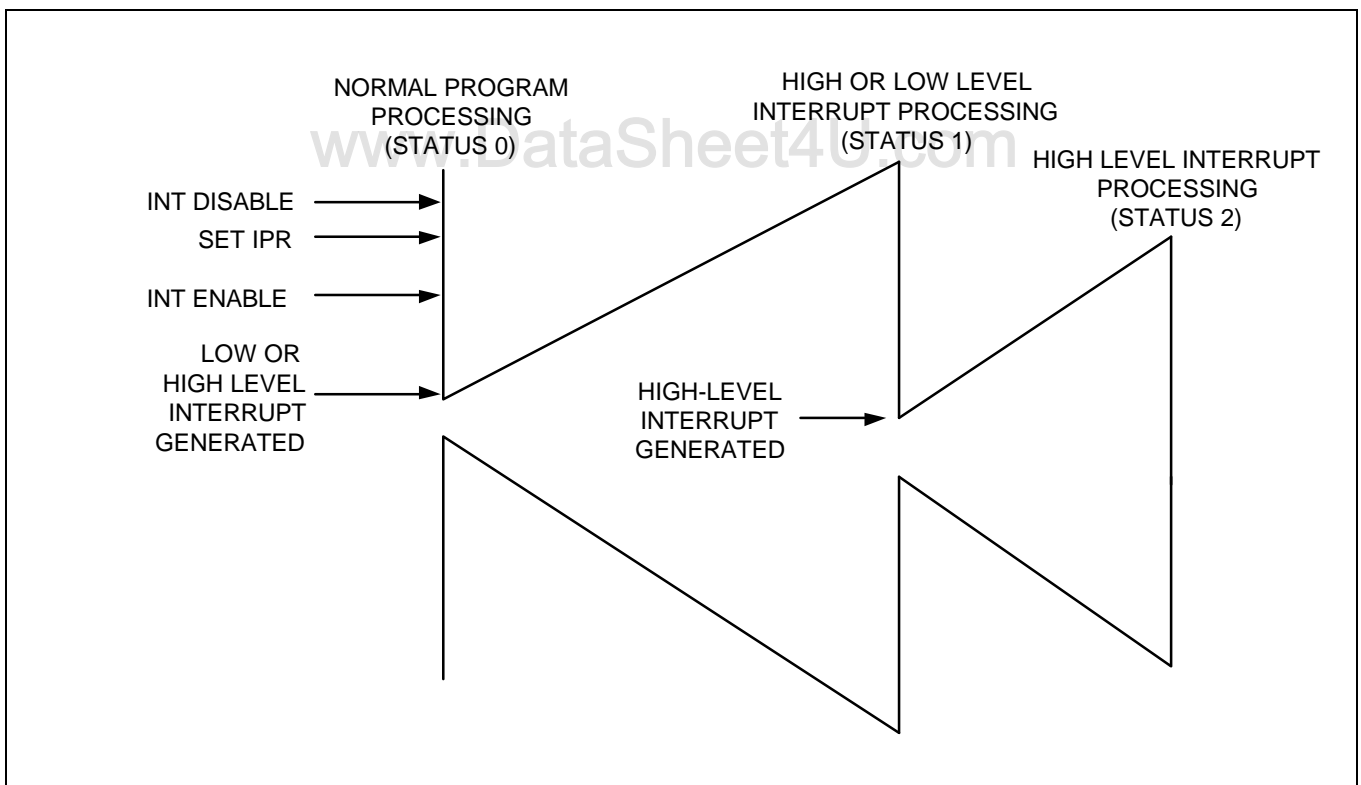 NORMAL PROGRAM
PROCESSING
(STATUS 0)
HIGH OR LOW LEVEL
INTERRUPT PROCESSING
(STATUS 1)
www.DataSheet4U.com
HIGH LEVEL INTERRUPT
PROCESSING
(STATUS 2)
INT DISABLE
SET IPR
INT ENABLE
LOW OR
HIGH LEVEL
INTERRUPT
GENERATED
HIGH-LEVEL
INTERRUPT
GENERATED